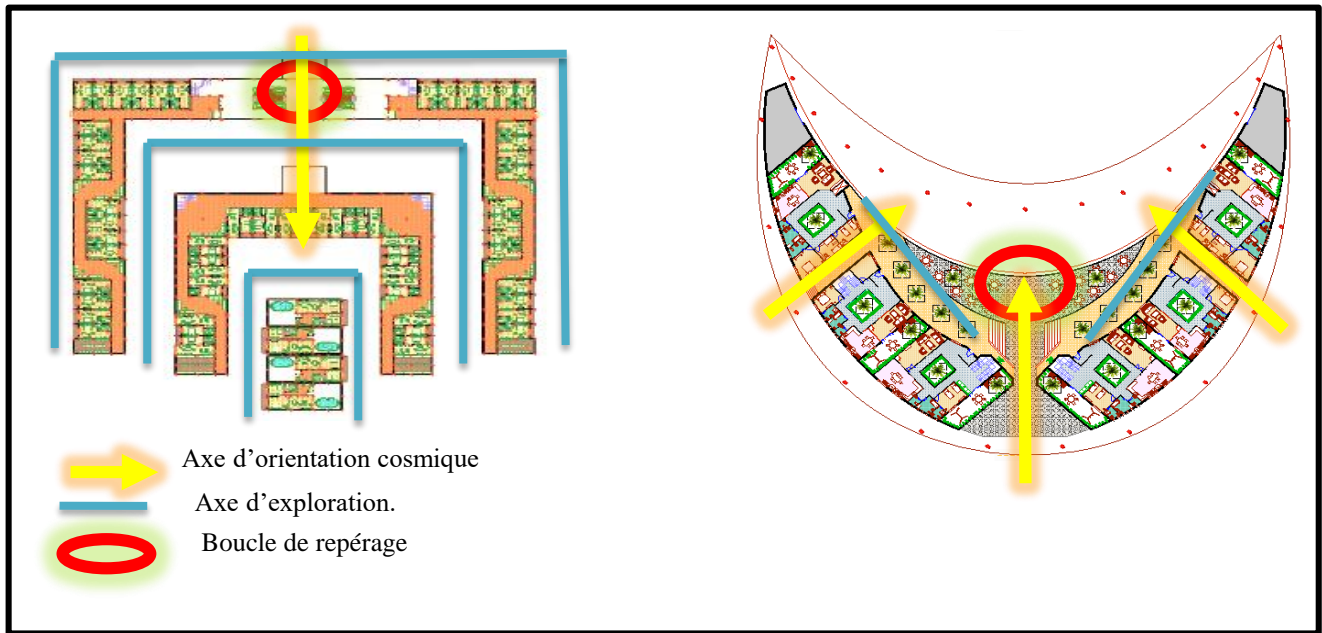 Axe d’orientation cosmique
Axe d’exploration.
Boucle de repérage